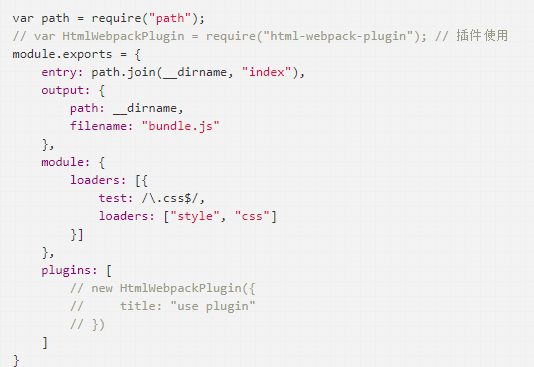 var path = require("path");
// var HtmlWebpackPlugin = require("html-webpack-plugin"); // 插件使用
module.exports = {
    entry: path.join(__dirname, "index"),
    output: {
        path: __dirname,
        filename: "bundle.js"
    },
    module: {
        loaders: [{
            test: /\.css$/,
            loaders: ["style", "css"]
        }]
    },
    plugins: [
        // new HtmlWebpackPlugin({
        //     title: "use plugin"
        // })
    ]
}